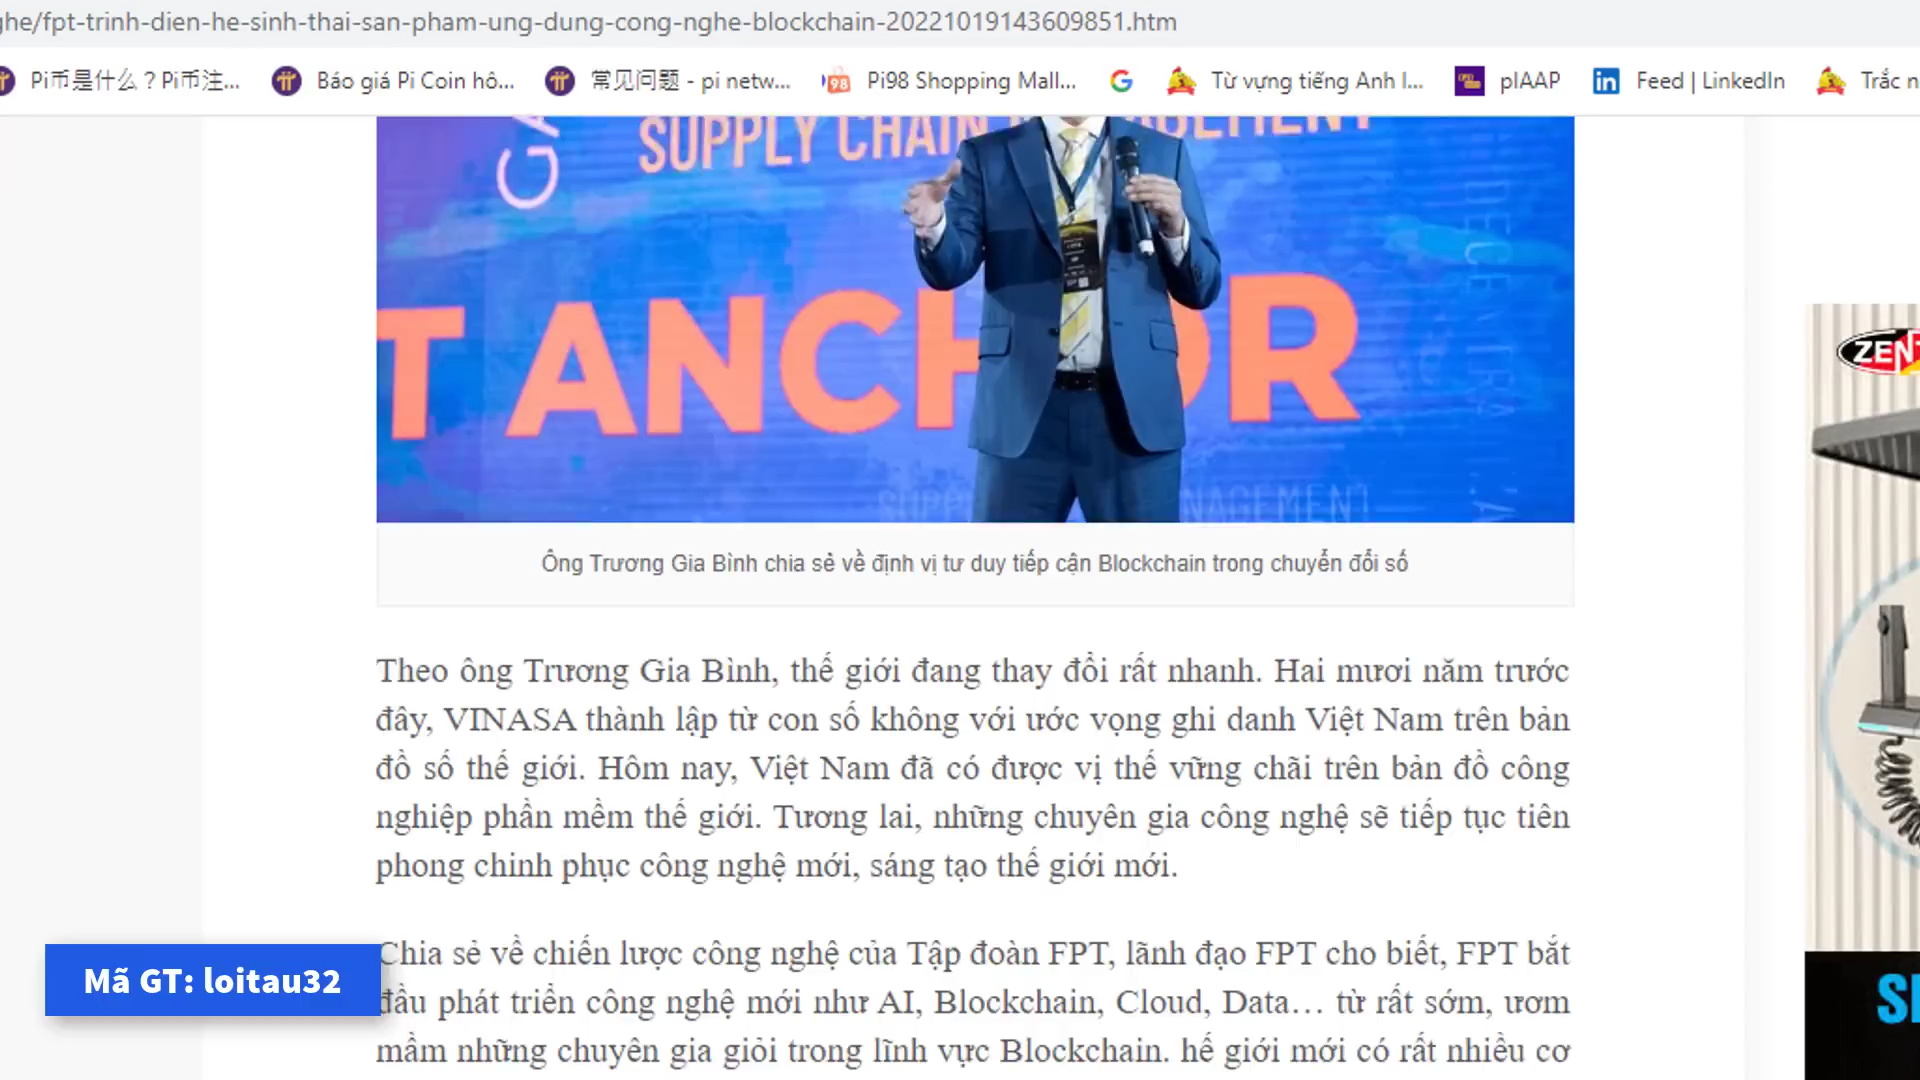 ghe/fpt-trinh-dien-he-sinh-thai-san-pham-ung-dung-cong-nghe-blockchain-20221019143609851.htm
Pi币是什么？Pi币注... Báo giá Pi Coin hô... 常见问题 - pi netw... Pi98 Shopping Mall... Từ vựng tiếng Anh l... pIAAP Feed | LinkedIn Trắc n
SUPPLY CHAIN
T ANCHOR
Ông Trương Gia Bình chia sẻ về định vị tư duy tiếp cận Blockchain trong chuyển đổi số
Theo ông Trương Gia Bình, thế giới đang thay đổi rất nhanh. Hai mươi năm trước
đây, VINASA thành lập từ con số không với ước vọng ghi danh Việt Nam trên bản
đồ số thế giới. Hôm nay, Việt Nam đã có được vị thế vững chãi trên bản đồ công
nghiệp phần mềm thế giới. Tương lai, những chuyên gia công nghệ sẽ tiếp tục tiên
phong chinh phục công nghệ mới, sáng tạo thế giới mới.
Chia sẻ về chiến lược công nghệ của Tập đoàn FPT, lãnh đạo FPT cho biết, FPT bắt
đầu phát triển công nghệ mới như AI, Blockchain, Cloud, Data… từ rất sớm, ươm
mầm những chuyên gia giỏi trong lĩnh vực Blockchain. hế giới mới có rất nhiều cơ
Mã GT: loitau32
ZEN